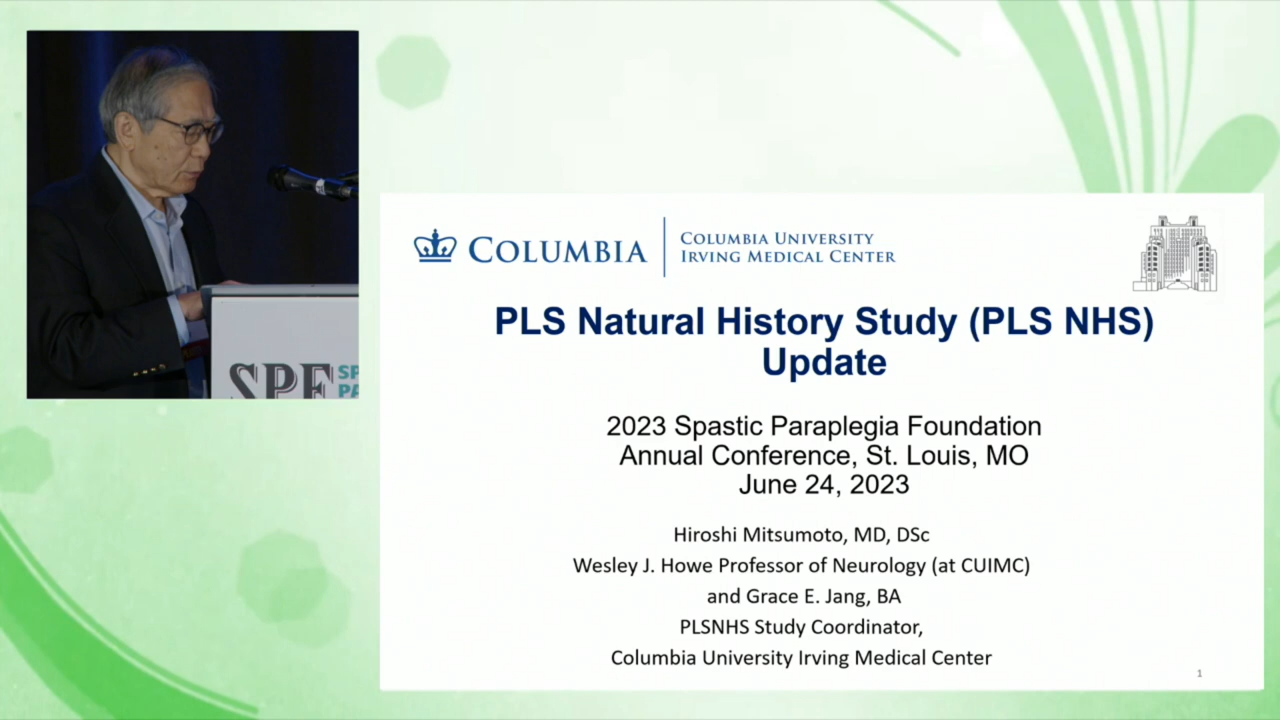 SPF
SP
PA
COLUMBIA
COLUMBIA UNIVERSITY
IRVING MEDICAL CENTER
PLS Natural History Study (PLS NHS)
Update
2023 Spastic Paraplegia Foundation
Annual Conference, St. Louis, MO
June 24, 2023
Hiroshi Mitsumoto, MD, DSc
Wesley J. Howe Professor of Neurology (at CUIMC)
and Grace E. Jang, BA
PLSNHS Study Coordinator,
Columbia University Irving Medical Center
1